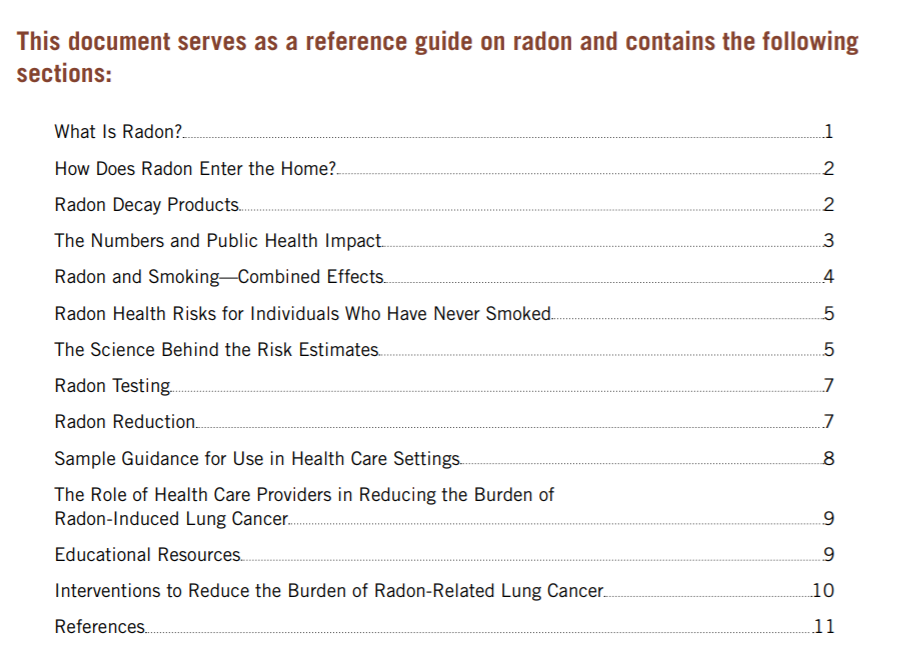 This document serves as a reference guide on radon and contains the following
sections:
What Is Radon? 1
How Does Radon Enter the Home? 2
Radon Decay Products 2
The Numbers and Public Health Impact 3
Radon and Smoking—Combined Effects 4
Radon Health Risks for Individuals Who Have Never Smoked 5
The Science Behind the Risk Estimates 5
Radon Testing 7
Radon Reduction 7
Sample Guidance for Use in Health Care Settings 8
The Role of Health Care Providers in Reducing the Burden of
Radon-Induced Lung Cancer 9
Educational Resources 9
Interventions to Reduce the Burden of Radon-Related Lung Cancer 10
References 11